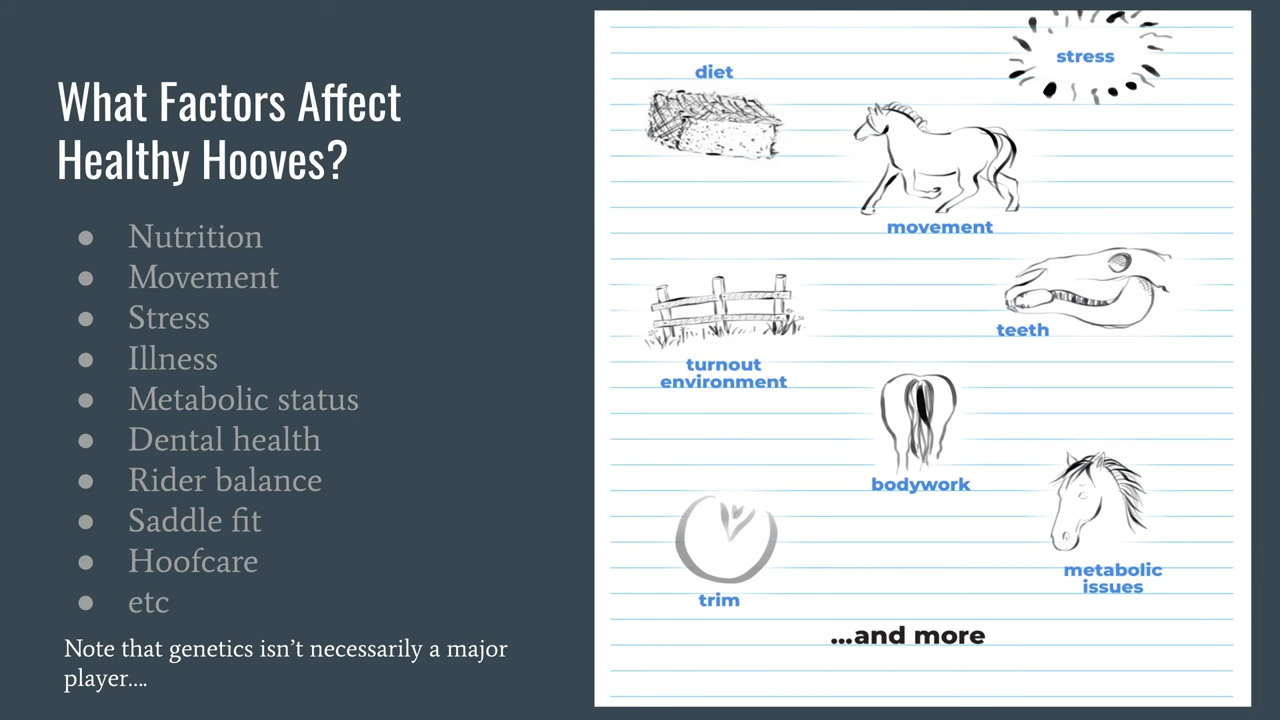 What Factors Affect
Healthy Hooves?
● Nutrition
● Movement
● Stress
● Illness
● Metabolic status
● Dental health
● Rider balance
● Saddle fit
● Hoofcare
● etc
Note that genetics isn’t necessarily a major
player....
stress
diet
movement
teeth
turnout
environment
bodywork
metabolic
issues
trim
...and more